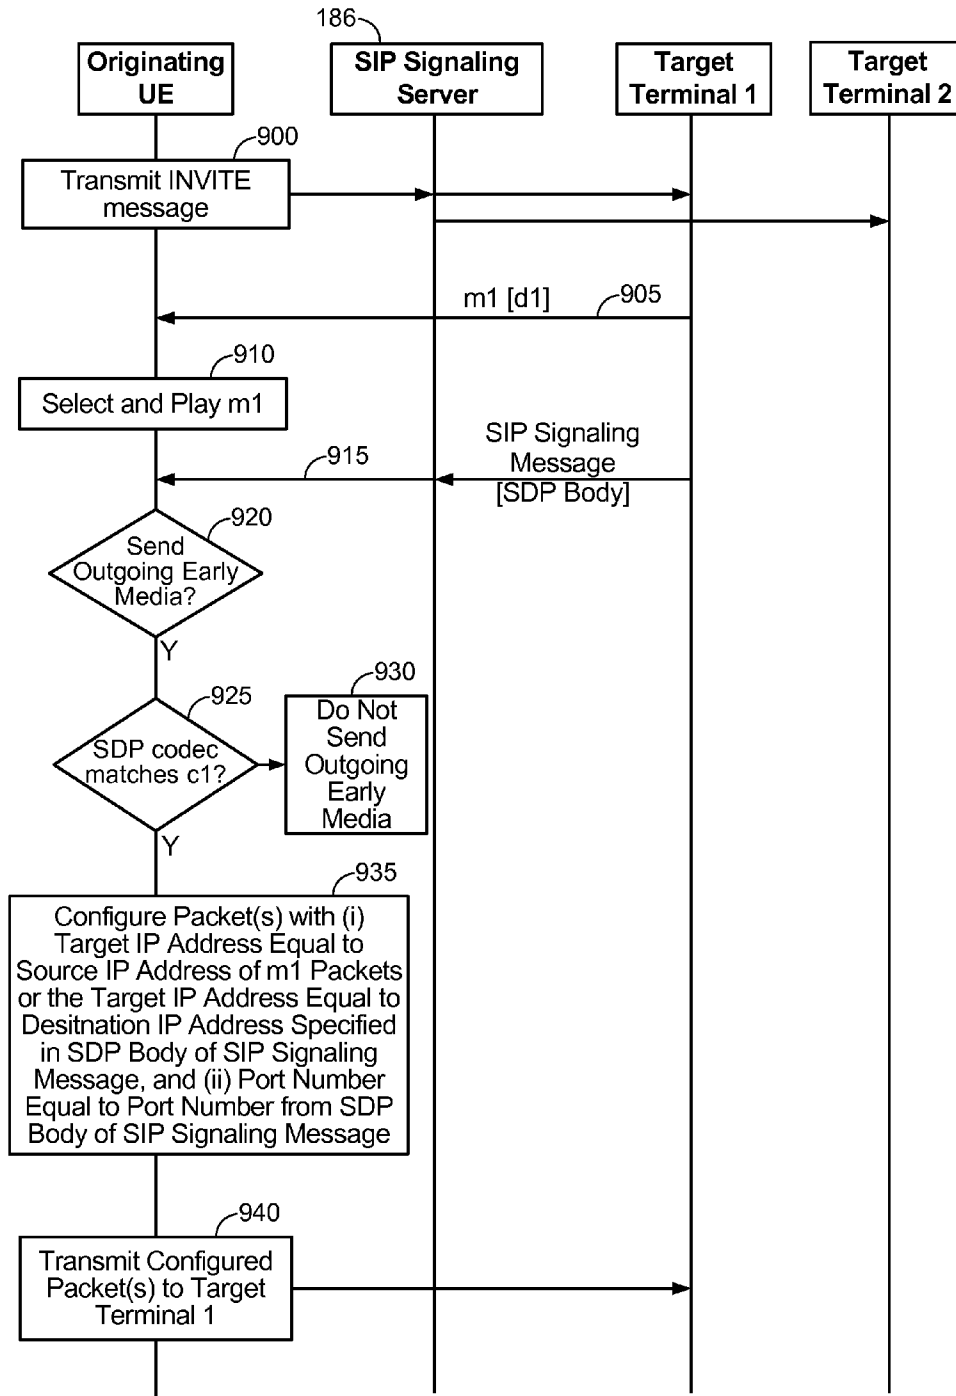 186
Originating
UE
SIP Signaling
Server
Target
Terminal 1
Target
Terminal 2
900
Transmit INVITE
message
m1 [d1]
905
910
Select and Play m1
915
SIP Signaling
Message
[SDP Body]
920
Send
Outgoing Early
Media?
Y
925
SDP codec
matches c1?
930
Do Not
Send
Outgoing
Early
Media
Y
935
Configure Packet(s) with (i)
Target IP Address Equal to
Source IP Address of m1 Packets
or the Target IP Address Equal to
Desitnation IP Address Specified
in SDP Body of SIP Signaling
Message, and (ii) Port Number
Equal to Port Number from SDP
Body of SIP Signaling Message
940
Transmit Configured
Packet(s) to Target
Terminal 1